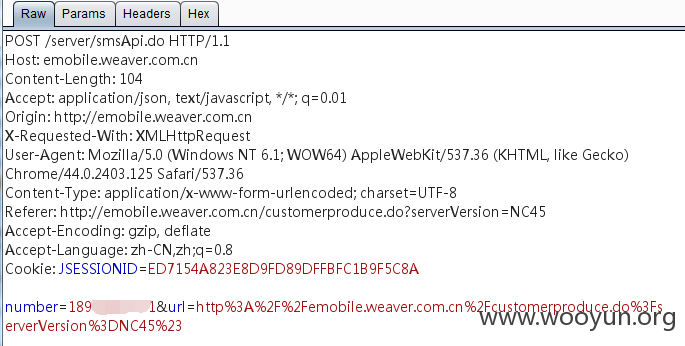 Raw Params Headers Hex
POST /server/smsApi.do HTTP/1.1
Host: emobile.weaver.com.cn
Content-Length: 104
Accept: application/json, text/javascript, */*; q=0.01
Origin: http://emobile.weaver.com.cn
X-Requested-With: XMLHttpRequest
User-Agent: Mozilla/5.0 (Windows NT 6.1; WOW64) AppleWebKit/537.36 (KHTML, like Gecko)
Chrome/44.0.2403.125 Safari/537.36
Content-Type: application/x-www-form-urlencoded; charset=UTF-8
Referer: http://emobile.weaver.com.cn/customerproduce.do?serverVersion=NC45
Accept-Encoding: gzip, deflate
Accept-Language: zh-CN,zh;q=0.8
Cookie: JSESSIONID=ED7154A823E8D9FD89DFFBFC1B9F5C8A
number=189 1&url=http%3A%2F%2Femobile.weaver.com.cn%2Fcustomerproduce.do%3Fs
erverVersion%3DNC45%23
www.wooyun.org